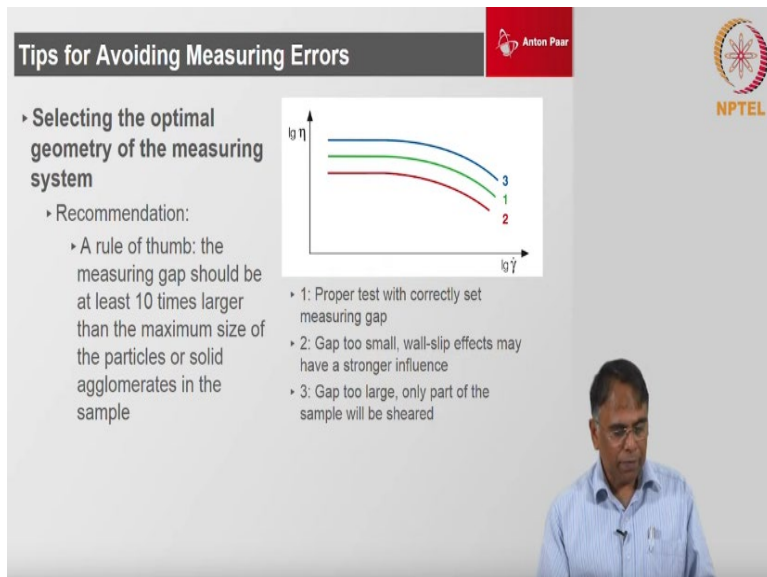 Tips for Avoiding Measuring Errors
Anton Paar
NPTEL
‣ Selecting the optimal
geometry of the measuring
system
‣ Recommendation:
‣ A rule of thumb: the
measuring gap should be
at least 10 times larger
than the maximum size of
the particles or solid
agglomerates in the
sample
lg η
3
1
2
lg γ̇
‣ 1: Proper test with correctly set
measuring gap
‣ 2: Gap too small, wall-slip effects may
have a stronger influence
‣ 3: Gap too large, only part of the
sample will be sheared